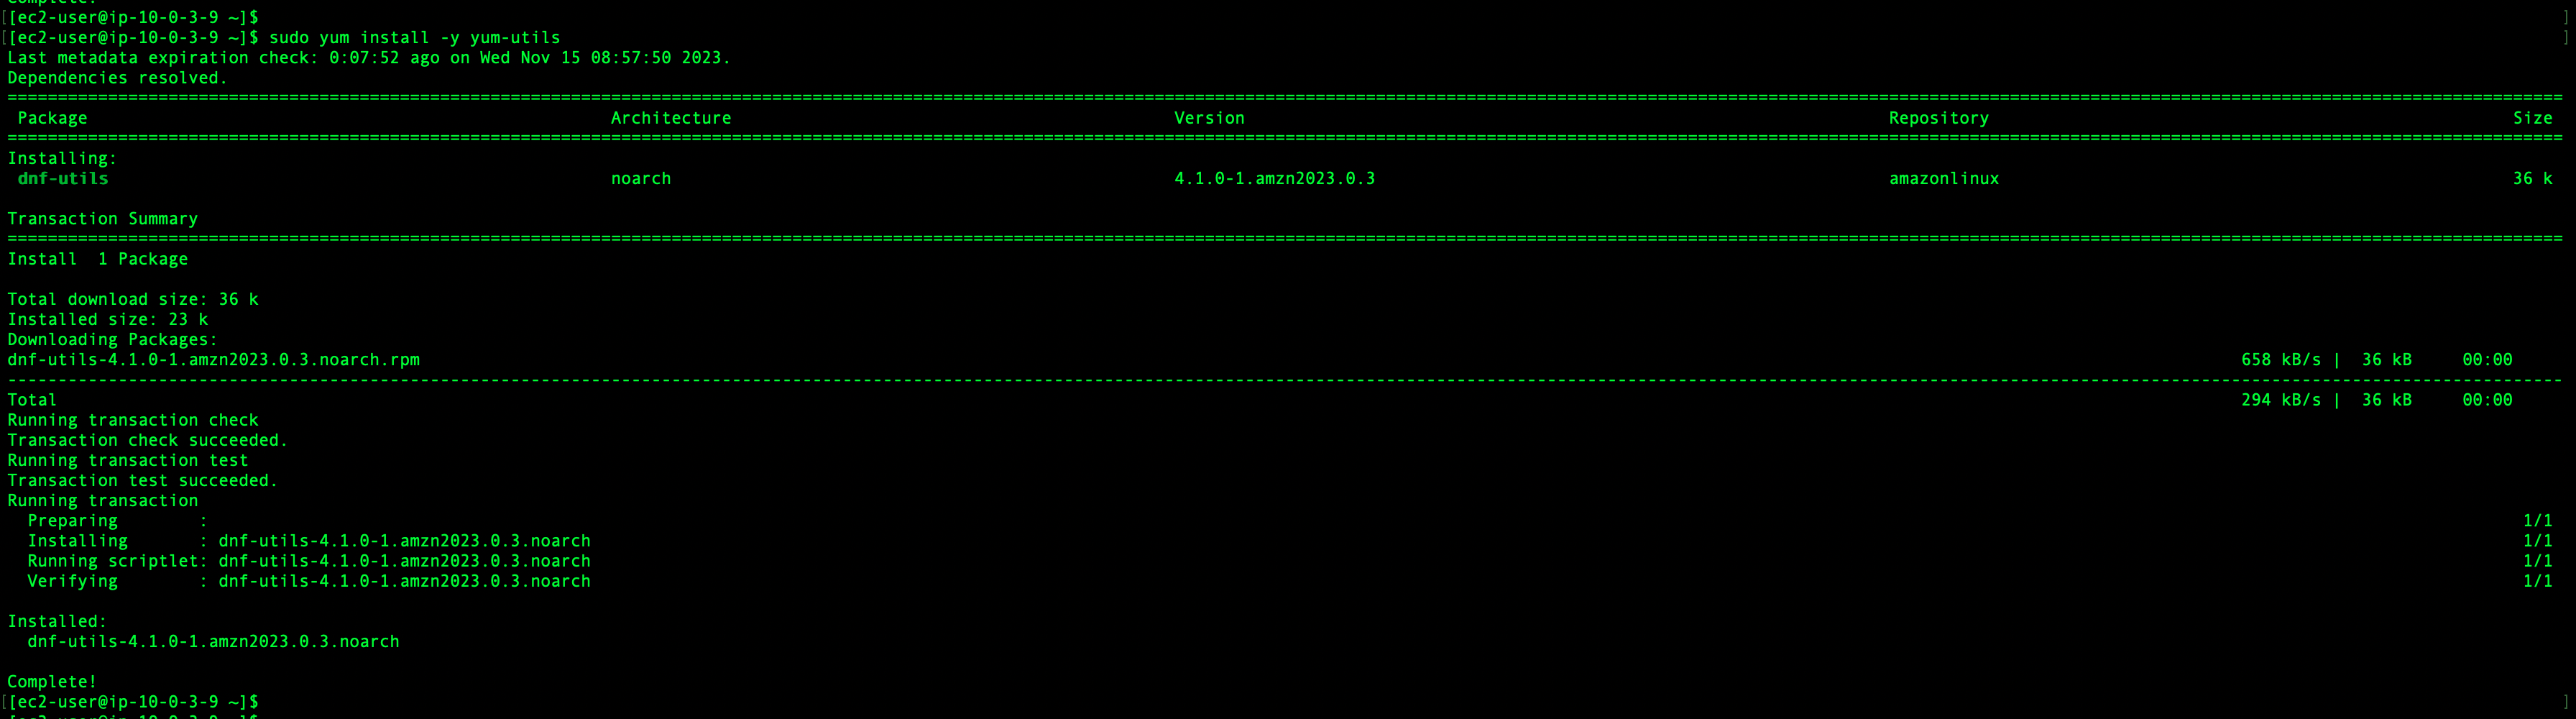 Complete!
[[ec2-user@ip-10-0-3-9 ~]$ ]
[[ec2-user@ip-10-0-3-9 ~]$ sudo yum install -y yum-utils ]
Last metadata expiration check: 0:07:52 ago on Wed Nov 15 08:57:50 2023.
Dependencies resolved.
================================================================================
Package Architecture Version Repository Size
================================================================================
Installing:
dnf-utils noarch 4.1.0-1.amzn2023.0.3 amazonlinux 36 k
Transaction Summary
================================================================================
Install  1 Package
Total download size: 36 k
Installed size: 23 k
Downloading Packages:
dnf-utils-4.1.0-1.amzn2023.0.3.noarch.rpm 658 kB/s |  36 kB     00:00
--------------------------------------------------------------------------------
Total 294 kB/s |  36 kB     00:00
Running transaction check
Transaction check succeeded.
Running transaction test
Transaction test succeeded.
Running transaction
Preparing        : 1/1
Installing       : dnf-utils-4.1.0-1.amzn2023.0.3.noarch 1/1
Running scriptlet: dnf-utils-4.1.0-1.amzn2023.0.3.noarch 1/1
Verifying        : dnf-utils-4.1.0-1.amzn2023.0.3.noarch 1/1
Installed:
dnf-utils-4.1.0-1.amzn2023.0.3.noarch
Complete!
[[ec2-user@ip-10-0-3-9 ~]$ ]
[[ec2-user@ip-10-0-3-9 ~]$